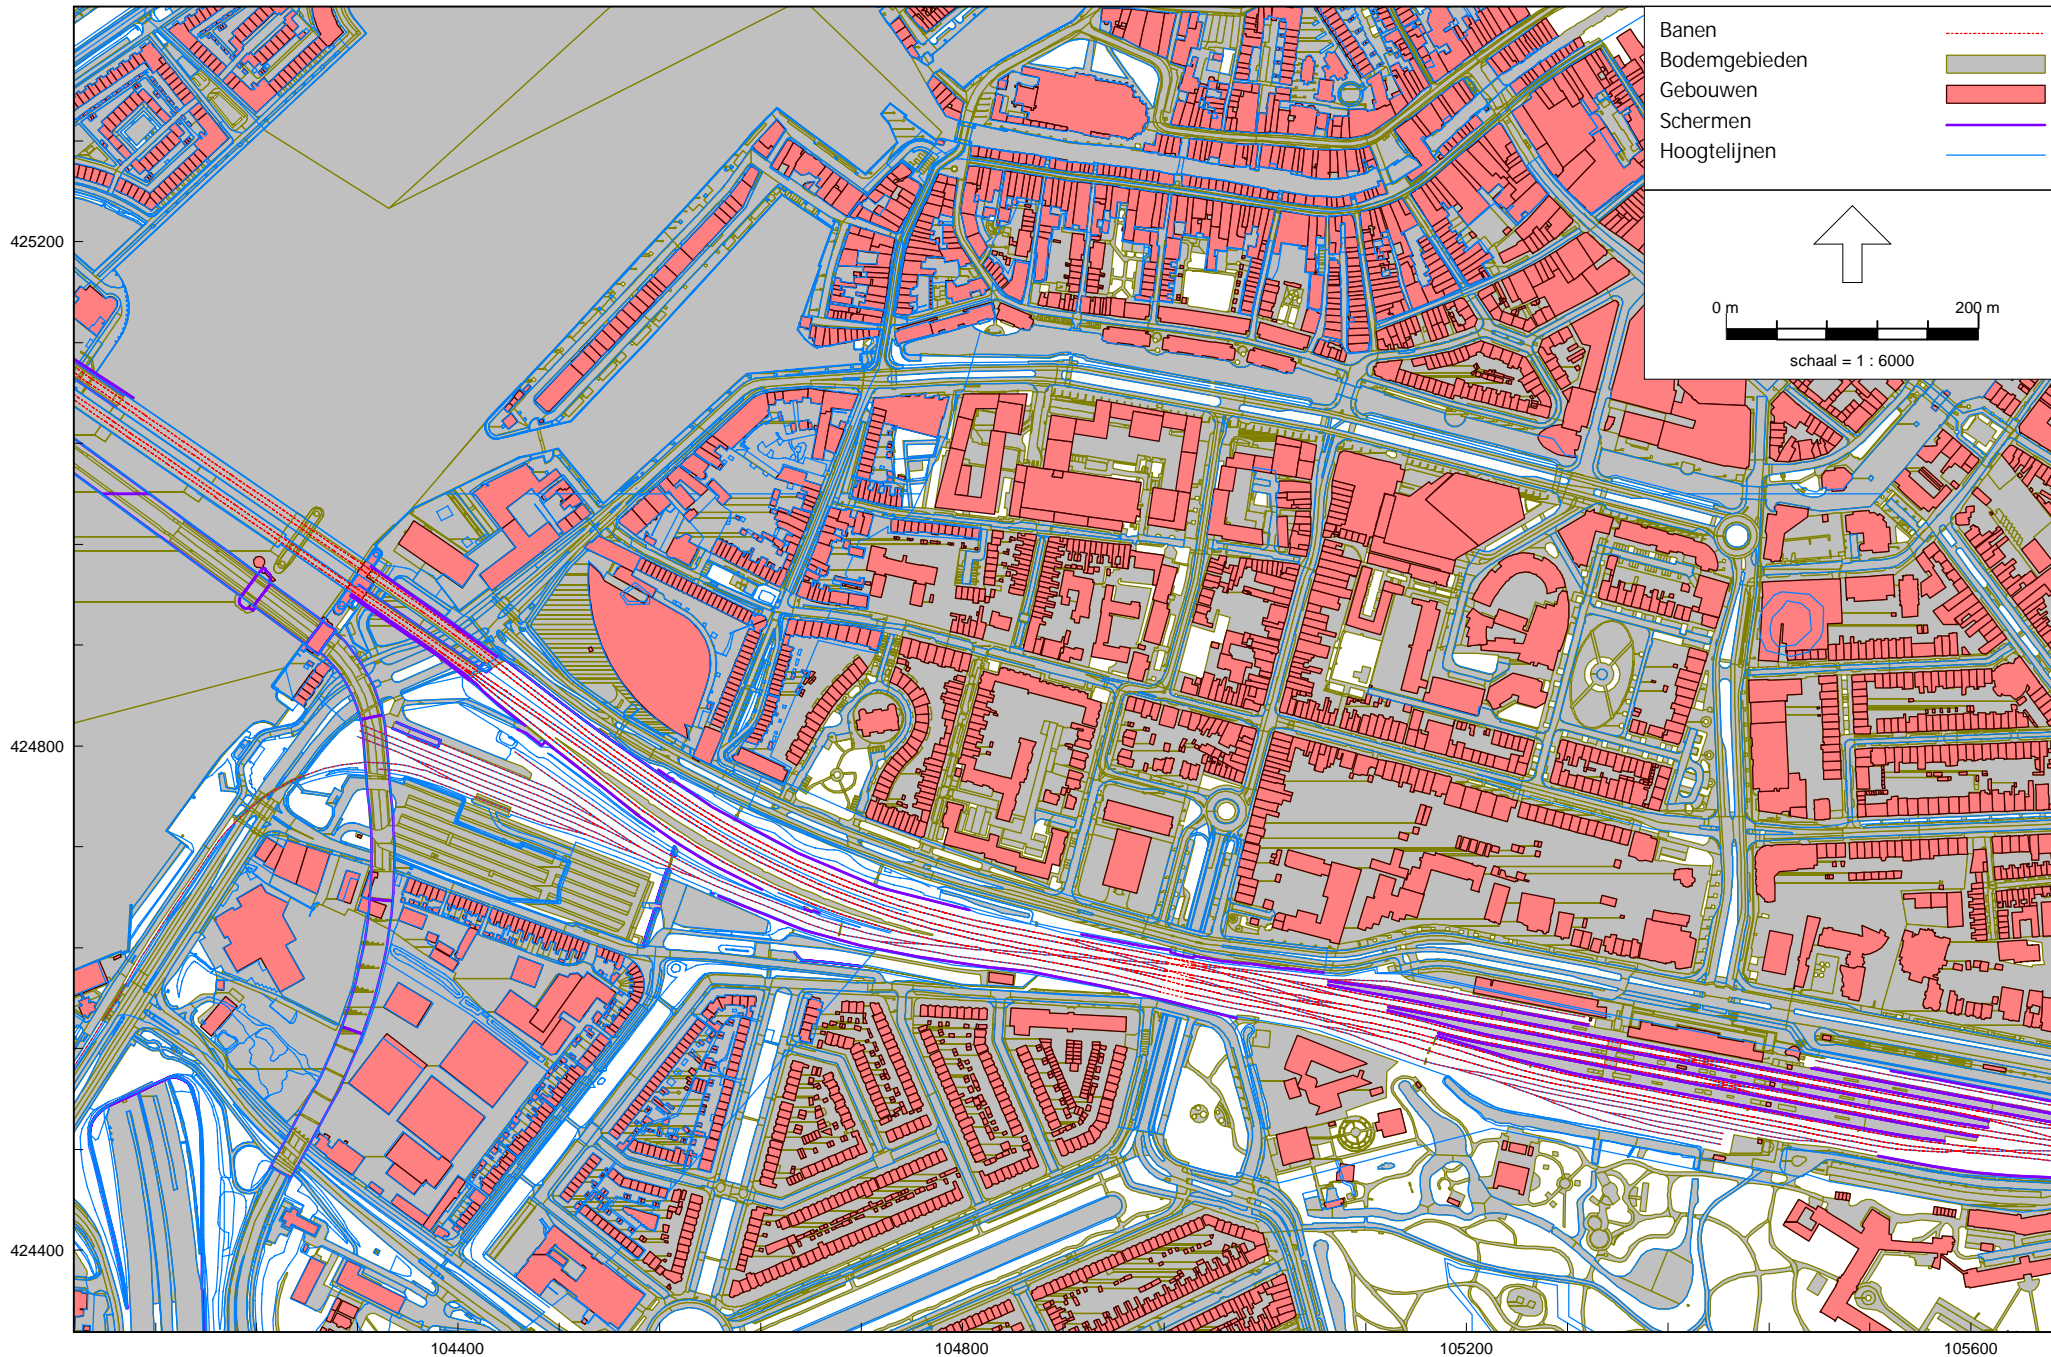 Banen
Bodemgebieden
Gebouwen
Schermen
Hoogtelijnen
0 m 200 m
schaal = 1 : 6000
425200
424800
424400
104400 104800 105200 105600